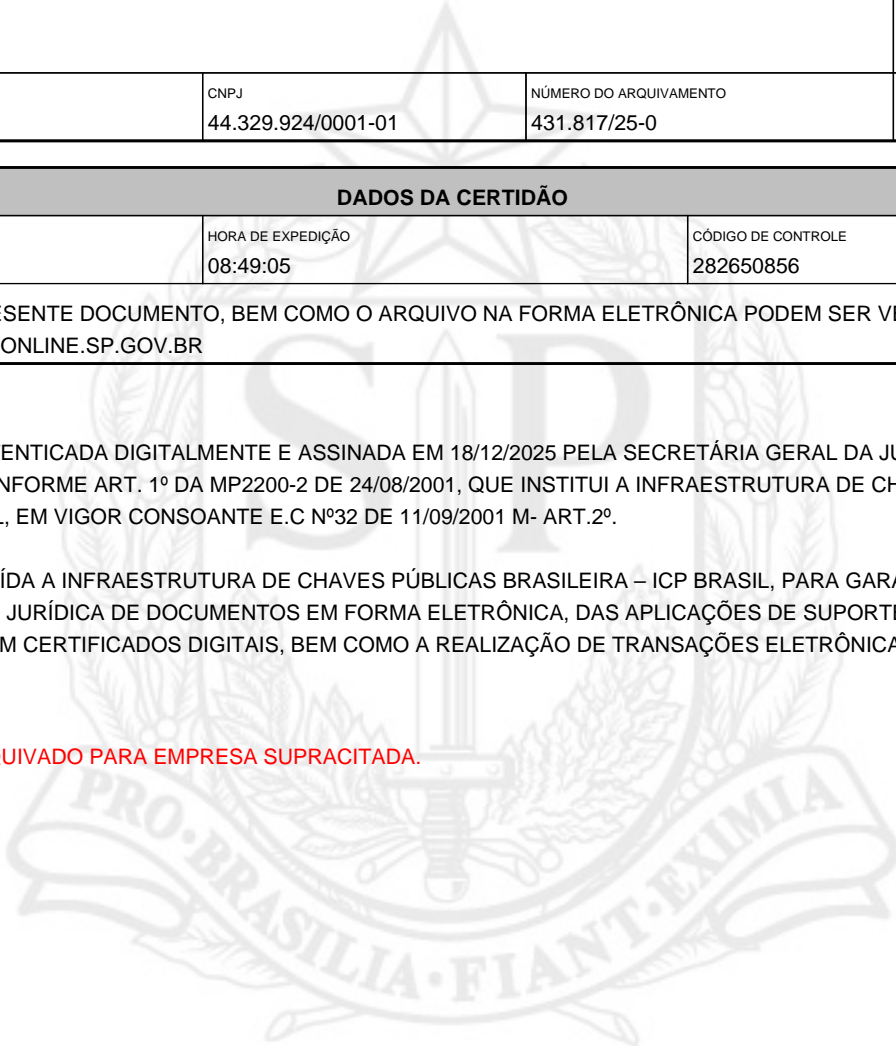 CNPJ
NÚMERO DO ARQUIVAMENTO
44.329.924/0001-01
431.817/25-0
DADOS DA CERTIDÃO
HORA DE EXPEDIÇÃO
CÓDIGO DE CONTROLE
08:49:05
282650856
ESENTE DOCUMENTO, BEM COMO O ARQUIVO NA FORMA ELETRÔNICA PODEM SER VE
ONLINE.SP.GOV.BR
ENTICADA DIGITALMENTE E ASSINADA EM 18/12/2025 PELA SECRETÁRIA GERAL DA JU
NFORME ART. 1º DA MP2200-2 DE 24/08/2001, QUE INSTITUI A INFRAESTRUTURA DE CH
L, EM VIGOR CONSOANTE E.C Nº32 DE 11/09/2001 M- ART.2º.
ÍDA A INFRAESTRUTURA DE CHAVES PÚBLICAS BRASILEIRA – ICP BRASIL, PARA GARA
JURÍDICA DE DOCUMENTOS EM FORMA ELETRÔNICA, DAS APLICAÇÕES DE SUPORTE
M CERTIFICADOS DIGITAIS, BEM COMO A REALIZAÇÃO DE TRANSAÇÕES ELETRÔNICA
QUIVADO PARA EMPRESA SUPRACITADA.
SP
PRO·BRASILIA·FIANT·EXIMIA